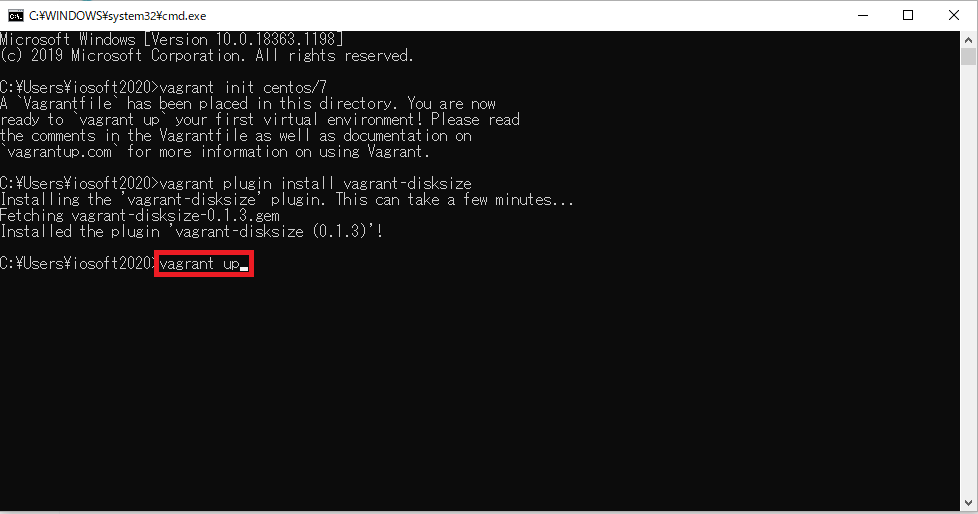 C:¥WINDOWS¥system32¥cmd.exe
Microsoft Windows [Version 10.0.18363.1198]
(c) 2019 Microsoft Corporation. All rights reserved.
C:¥Users¥iosoft2020>vagrant init centos/7
A `Vagrantfile` has been placed in this directory. You are now
ready to `vagrant up` your first virtual environment! Please read
the comments in the Vagrantfile as well as documentation on
`vagrantup.com` for more information on using Vagrant.
C:¥Users¥iosoft2020>vagrant plugin install vagrant-disksize
Installing the 'vagrant-disksize' plugin. This can take a few minutes...
Fetching vagrant-disksize-0.1.3.gem
Installed the plugin 'vagrant-disksize (0.1.3)'!
C:¥Users¥iosoft2020>vagrant up